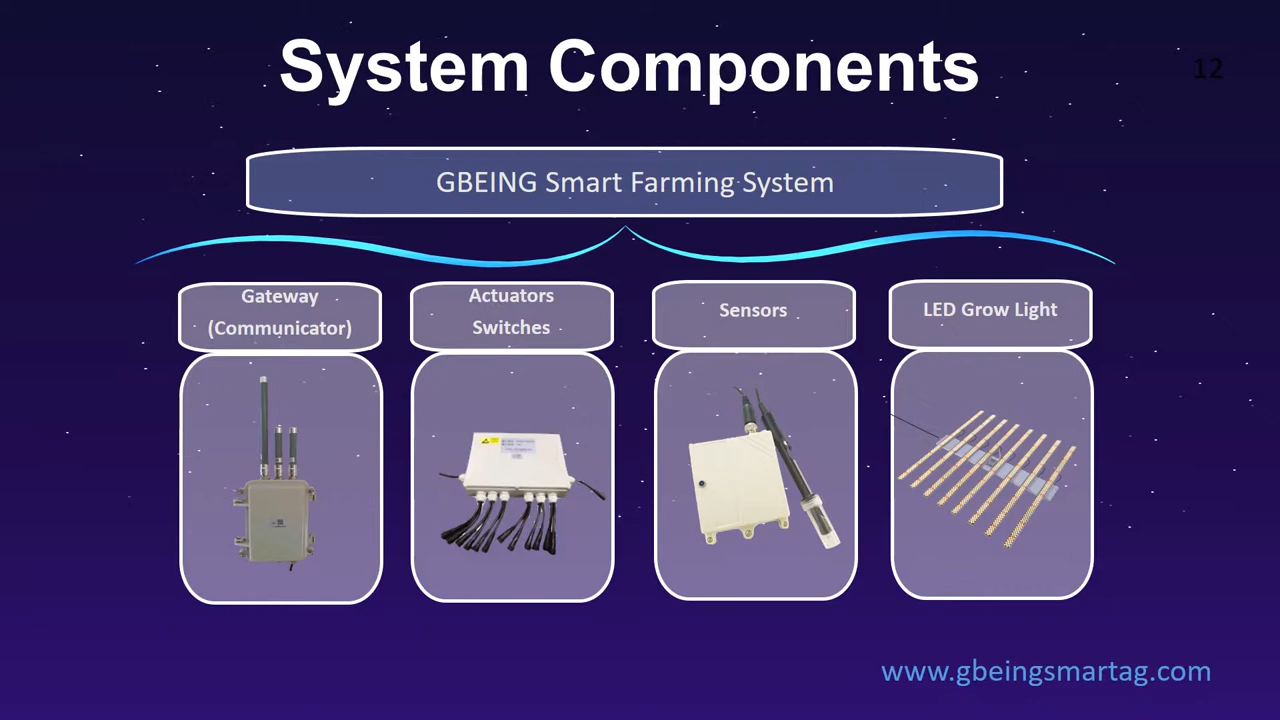 System Components
12
GBEING Smart Farming System
Gateway
(Communicator)
Actuators
Switches
Sensors
LED Grow Light
www.gbeingsmartag.com